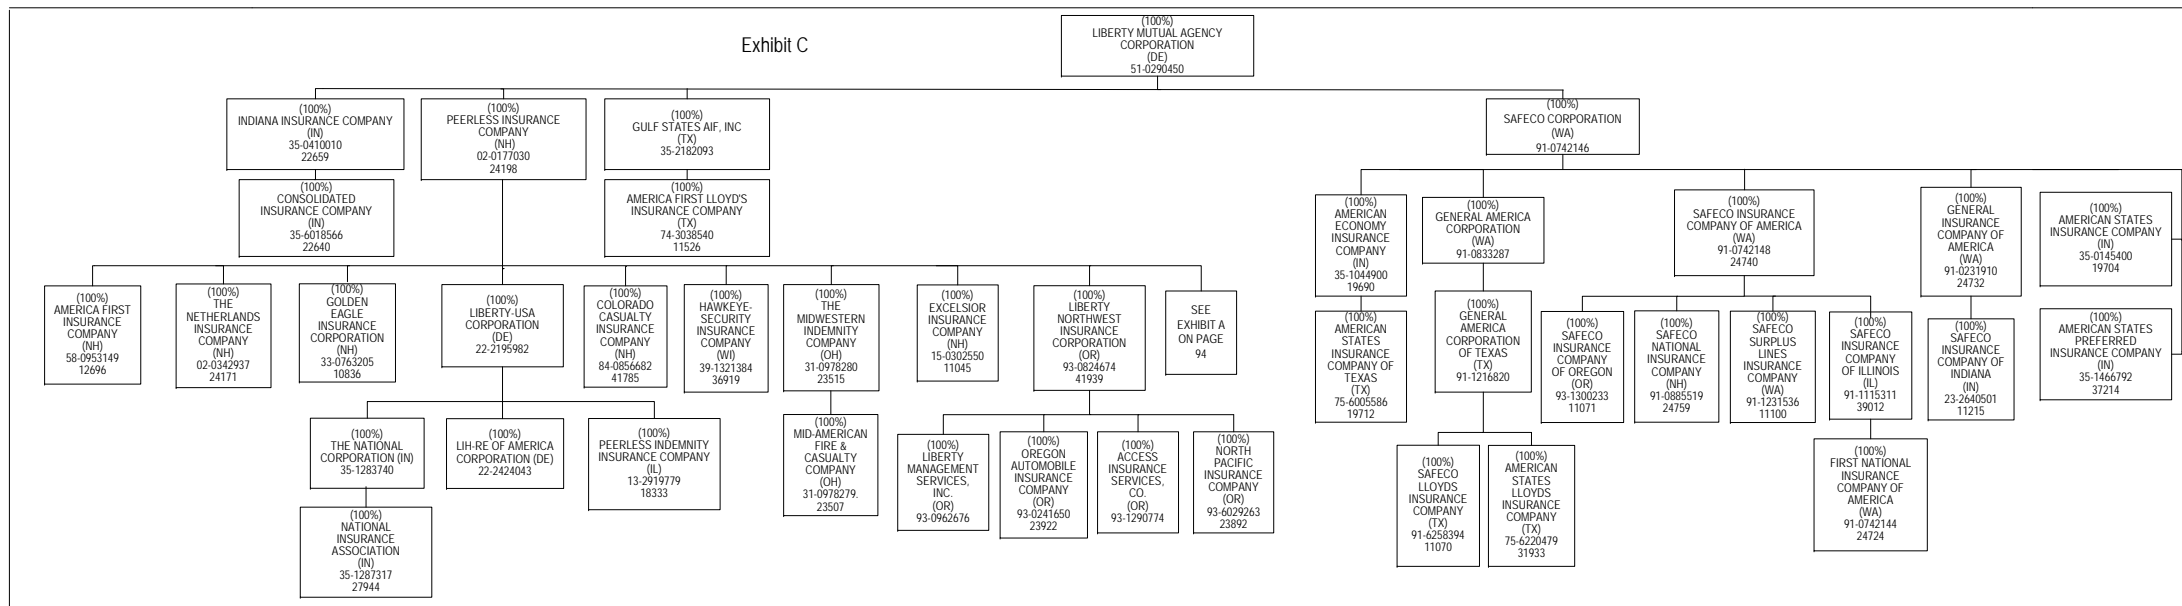 Exhibit C
(100%)
LIBERTY MUTUAL AGENCY
CORPORATION
(DE)
51-0290450
(100%)
INDIANA INSURANCE COMPANY
(IN)
35-0410010
22659
(100%)
PEERLESS INSURANCE
COMPANY
(NH)
02-0177030
24198
(100%)
GULF STATES AIF, INC
(TX)
35-2182093
(100%)
SAFECO CORPORATION
(WA)
91-0742146
(100%)
CONSOLIDATED
INSURANCE COMPANY
(IN)
35-6018566
22640
(100%)
AMERICA FIRST LLOYD'S
INSURANCE COMPANY
(TX)
74-3038540
11526
(100%)
AMERICAN
ECONOMY
INSURANCE
COMPANY
(IN)
35-1044900
19690
(100%)
GENERAL AMERICA
CORPORATION
(WA)
91-0833287
(100%)
SAFECO INSURANCE
COMPANY OF AMERICA
(WA)
91-0742148
24740
(100%)
GENERAL
INSURANCE
COMPANY OF
AMERICA
(WA)
91-0231910
24732
(100%)
AMERICAN STATES
INSURANCE COMPANY
(IN)
35-0145400
19704
(100%)
AMERICA FIRST
INSURANCE
COMPANY
(NH)
58-0953149
12696
(100%)
THE
NETHERLANDS
INSURANCE
COMPANY
(NH)
02-0342937
24171
(100%)
GOLDEN
EAGLE
INSURANCE
CORPORATION
(NH)
33-0763205
10836
(100%)
LIBERTY-USA
CORPORATION
(DE)
22-2195982
(100%)
COLORADO
CASUALTY
INSURANCE
COMPANY
(NH)
84-0856682
41785
(100%)
HAWKEYE-
SECURITY
INSURANCE
COMPANY
(WI)
39-1321384
36919
(100%)
THE
MIDWESTERN
INDEMNITY
COMPANY
(OH)
31-0978280
23515
(100%)
EXCELSIOR
INSURANCE
COMPANY
(NH)
15-0302550
11045
(100%)
LIBERTY
NORTHWEST
INSURANCE
CORPORATION
(OR)
93-0824674
41939
SEE
EXHIBIT A
ON PAGE
94
(100%)
AMERICAN
STATES
INSURANCE
COMPANY OF
TEXAS
(TX)
75-6005586
19712
(100%)
GENERAL
AMERICA
CORPORATION
OF TEXAS
(TX)
91-1216820
(100%)
SAFECO
INSURANCE
COMPANY
OF OREGON
(OR)
93-1300233
11071
(100%)
SAFECO
NATIONAL
INSURANCE
COMPANY
(NH)
91-0885519
24759
(100%)
SAFECO
SURPLUS
LINES
INSURANCE
COMPANY
(WA)
91-1231536
11100
(100%)
SAFECO
INSURANCE
COMPANY
OF ILLINOIS
(IL)
91-1115311
39012
(100%)
SAFECO
INSURANCE
COMPANY OF
INDIANA
(IN)
23-2640501
11215
(100%)
AMERICAN STATES
PREFERRED
INSURANCE COMPANY
(IN)
35-1466792
37214
(100%)
THE NATIONAL
CORPORATION (IN)
35-1283740
(100%)
LIH-RE OF AMERICA
CORPORATION (DE)
22-2424043
(100%)
PEERLESS INDEMNITY
INSURANCE COMPANY
(IL)
13-2919779
18333
(100%)
MID-AMERICAN
FIRE &
CASUALTY
COMPANY
(OH)
31-0978279.
23507
(100%)
LIBERTY
MANAGEMENT
SERVICES,
INC.
(OR)
93-0962676
(100%)
OREGON
AUTOMOBILE
INSURANCE
COMPANY
(OR)
93-0241650
23922
(100%)
ACCESS
INSURANCE
SERVICES,
CO.
(OR)
93-1290774
(100%)
NORTH
PACIFIC
INSURANCE
COMPANY
(OR)
93-6029263
23892
(100%)
SAFECO
LLOYDS
INSURANCE
COMPANY
(TX)
91-6258394
11070
(100%)
AMERICAN
STATES
LLOYDS
INSURANCE
COMPANY
(TX)
75-6220479
31933
(100%)
FIRST NATIONAL
INSURANCE
COMPANY OF
AMERICA
(WA)
91-0742144
24724
(100%)
NATIONAL
INSURANCE
ASSOCIATION
(IN)
35-1287317
27944